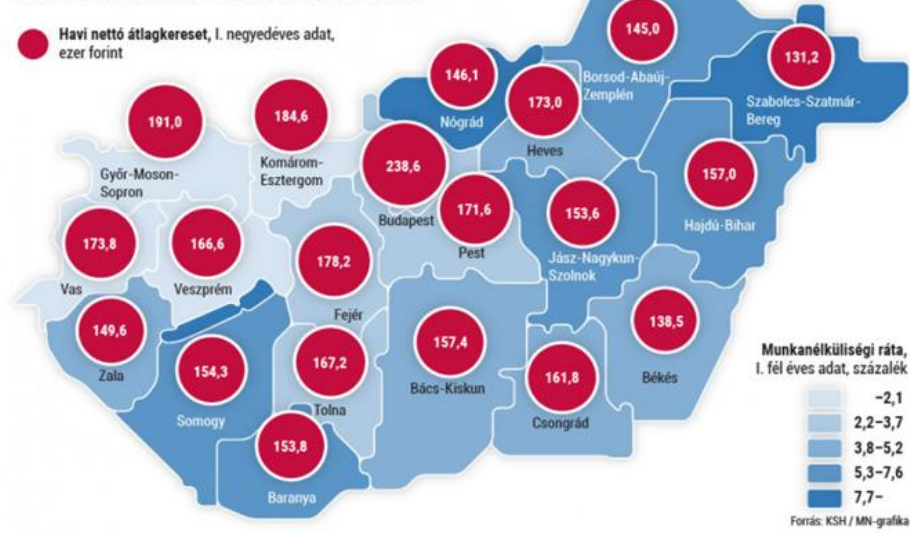 Havi nettó átlagkereset, I. negyedéves adat,
ezer forint
145,0
Borsod-Abaúj-
Zemplén
131,2
Szabolcs-Szatmár-
Bereg
146,1
Nógrád
173,0
Heves
191,0
Győr-Moson-
Sopron
184,6
Komárom-
Esztergom
238,6
Budapest
171,6
Pest
153,6
Jász-Nagykun-
Szolnok
157,0
Hajdú-Bihar
173,8
Vas
166,6
Veszprém
178,2
Fejér
149,6
Zala
154,3
Somogy
167,2
Tolna
157,4
Bács-Kiskun
161,8
Csongrád
138,5
Békés
153,8
Baranya
Munkanélküliségi ráta,
I. fél éves adat, százalék
–2,1
2,2–3,7
3,8–5,2
5,3–7,6
7,7–
Forrás: KSH / MN-grafika